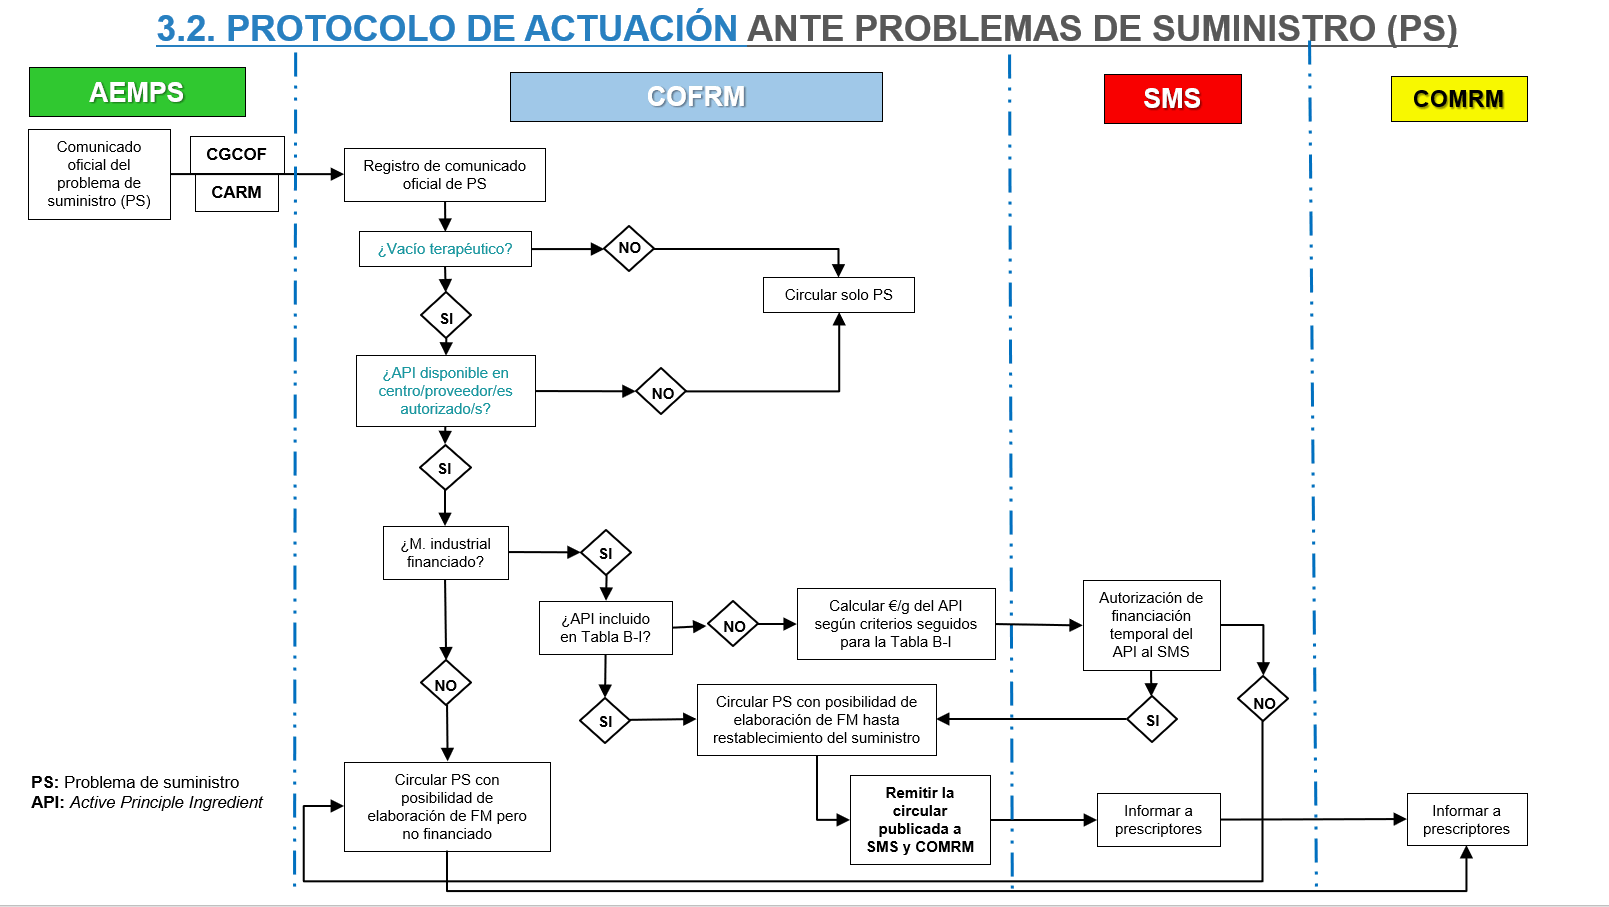 3.2. PROTOCOLO DE ACTUACIÓN ANTE PROBLEMAS DE SUMINISTRO (PS)
AEMPS
COFRM
SMS
COMRM
Comunicado
oficial del
problema de
suministro (PS)
CGCOF
CARM
Registro de comunicado
oficial de PS
¿Vacío terapéutico?
NO
Circular solo PS
SI
¿API disponible en
centro/proveedor/es
autorizado/s?
NO
SI
¿M. industrial
financiado?
SI
¿API incluido
en Tabla B-I?
NO
Calcular €/g del API
según criterios seguidos
para la Tabla B-I
Autorización de
financiación
temporal del
API al SMS
NO
NO
SI
Circular PS con posibilidad de
elaboración de FM hasta
restablecimiento del suministro
SI
Circular PS con
posibilidad de
elaboración de FM pero
no financiado
Remitir la
circular
publicada a
SMS y COMRM
Informar a
prescriptores
Informar a
prescriptores
PS: Problema de suministro
API: Active Principle Ingredient